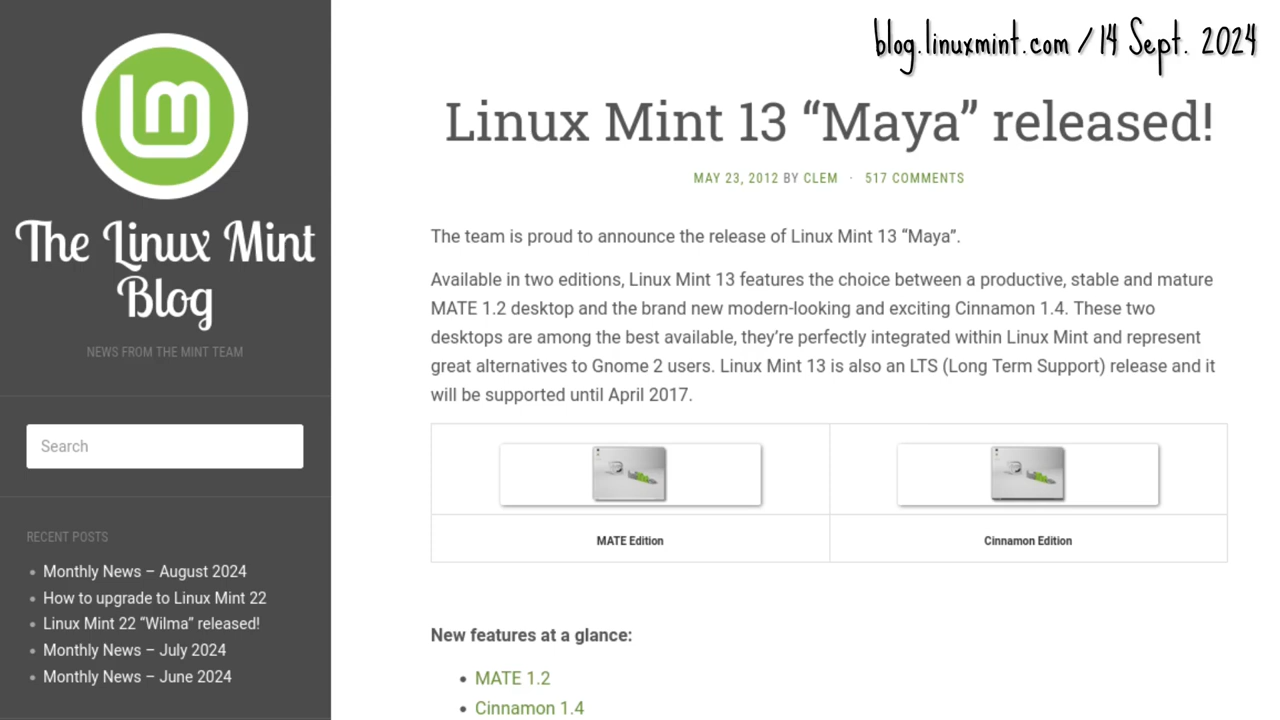 blog.linuxmint.com / 14 Sept. 2024
lm
The Linux Mint
Blog
NEWS FROM THE MINT TEAM
Search
RECENT POSTS
Monthly News – August 2024
How to upgrade to Linux Mint 22
Linux Mint 22 “Wilma” released!
Monthly News – July 2024
Monthly News – June 2024
Linux Mint 13 “Maya” released!
MAY 23, 2012 BY CLEM · 517 COMMENTS
The team is proud to announce the release of Linux Mint 13 “Maya”.
Available in two editions, Linux Mint 13 features the choice between a productive, stable and mature
MATE 1.2 desktop and the brand new modern-looking and exciting Cinnamon 1.4. These two
desktops are among the best available, they’re perfectly integrated within Linux Mint and represent
great alternatives to Gnome 2 users. Linux Mint 13 is also an LTS (Long Term Support) release and it
will be supported until April 2017.
MATE Edition
Cinnamon Edition
New features at a glance:
MATE 1.2
Cinnamon 1.4